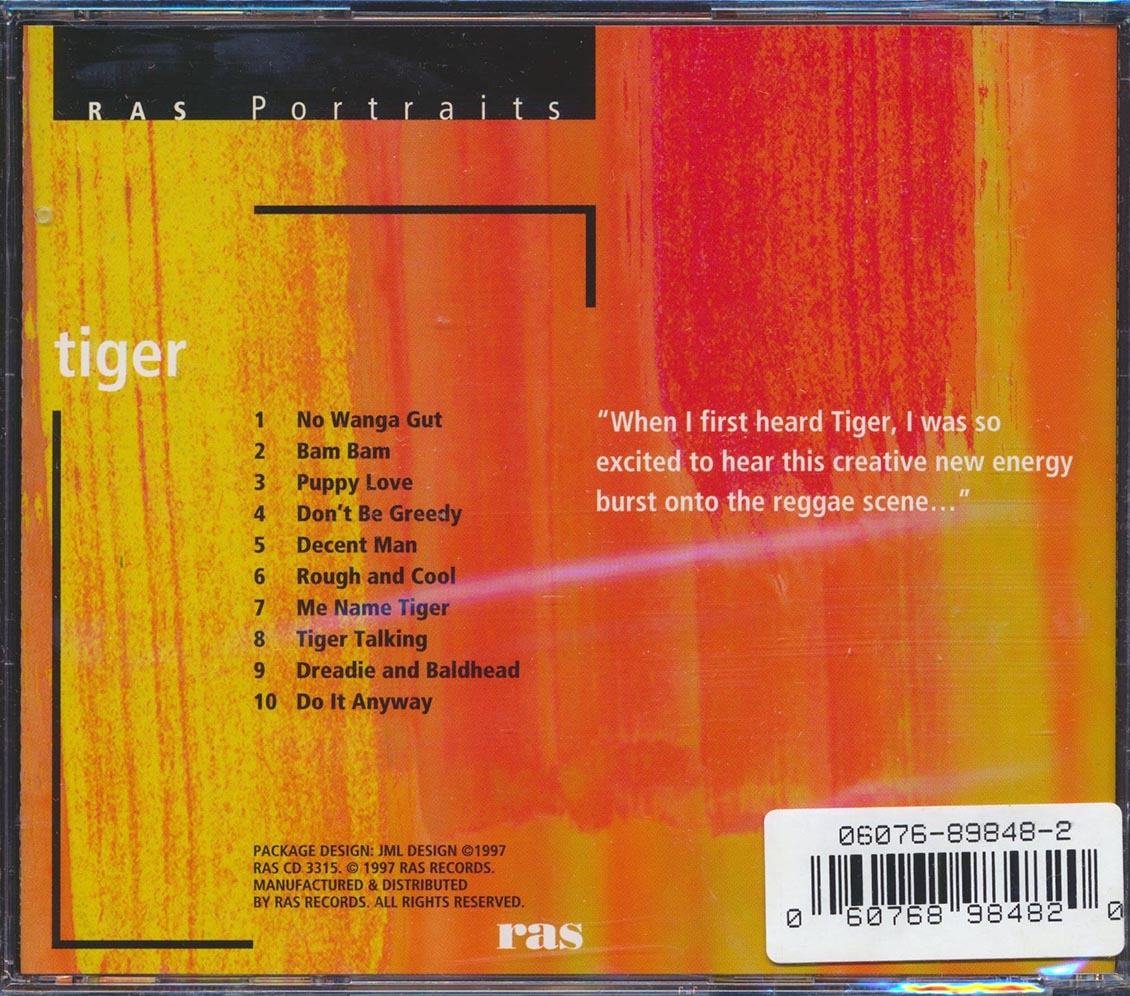 RAS Portraits
tiger
1 No Wanga Gut
2 Bam Bam
3 Puppy Love
4 Don't Be Greedy
5 Decent Man
6 Rough and Cool
7 Me Name Tiger
8 Tiger Talking
9 Dreadie and Baldhead
10 Do It Anyway
“When I first heard Tiger, I was so
excited to hear this creative new energy
burst onto the reggae scene...”
PACKAGE DESIGN: JML DESIGN ©1997
RAS CD 3315. © 1997 RAS RECORDS.
MANUFACTURED & DISTRIBUTED
BY RAS RECORDS. ALL RIGHTS RESERVED.
ras
06076-89848-2
0 60768 98482 0